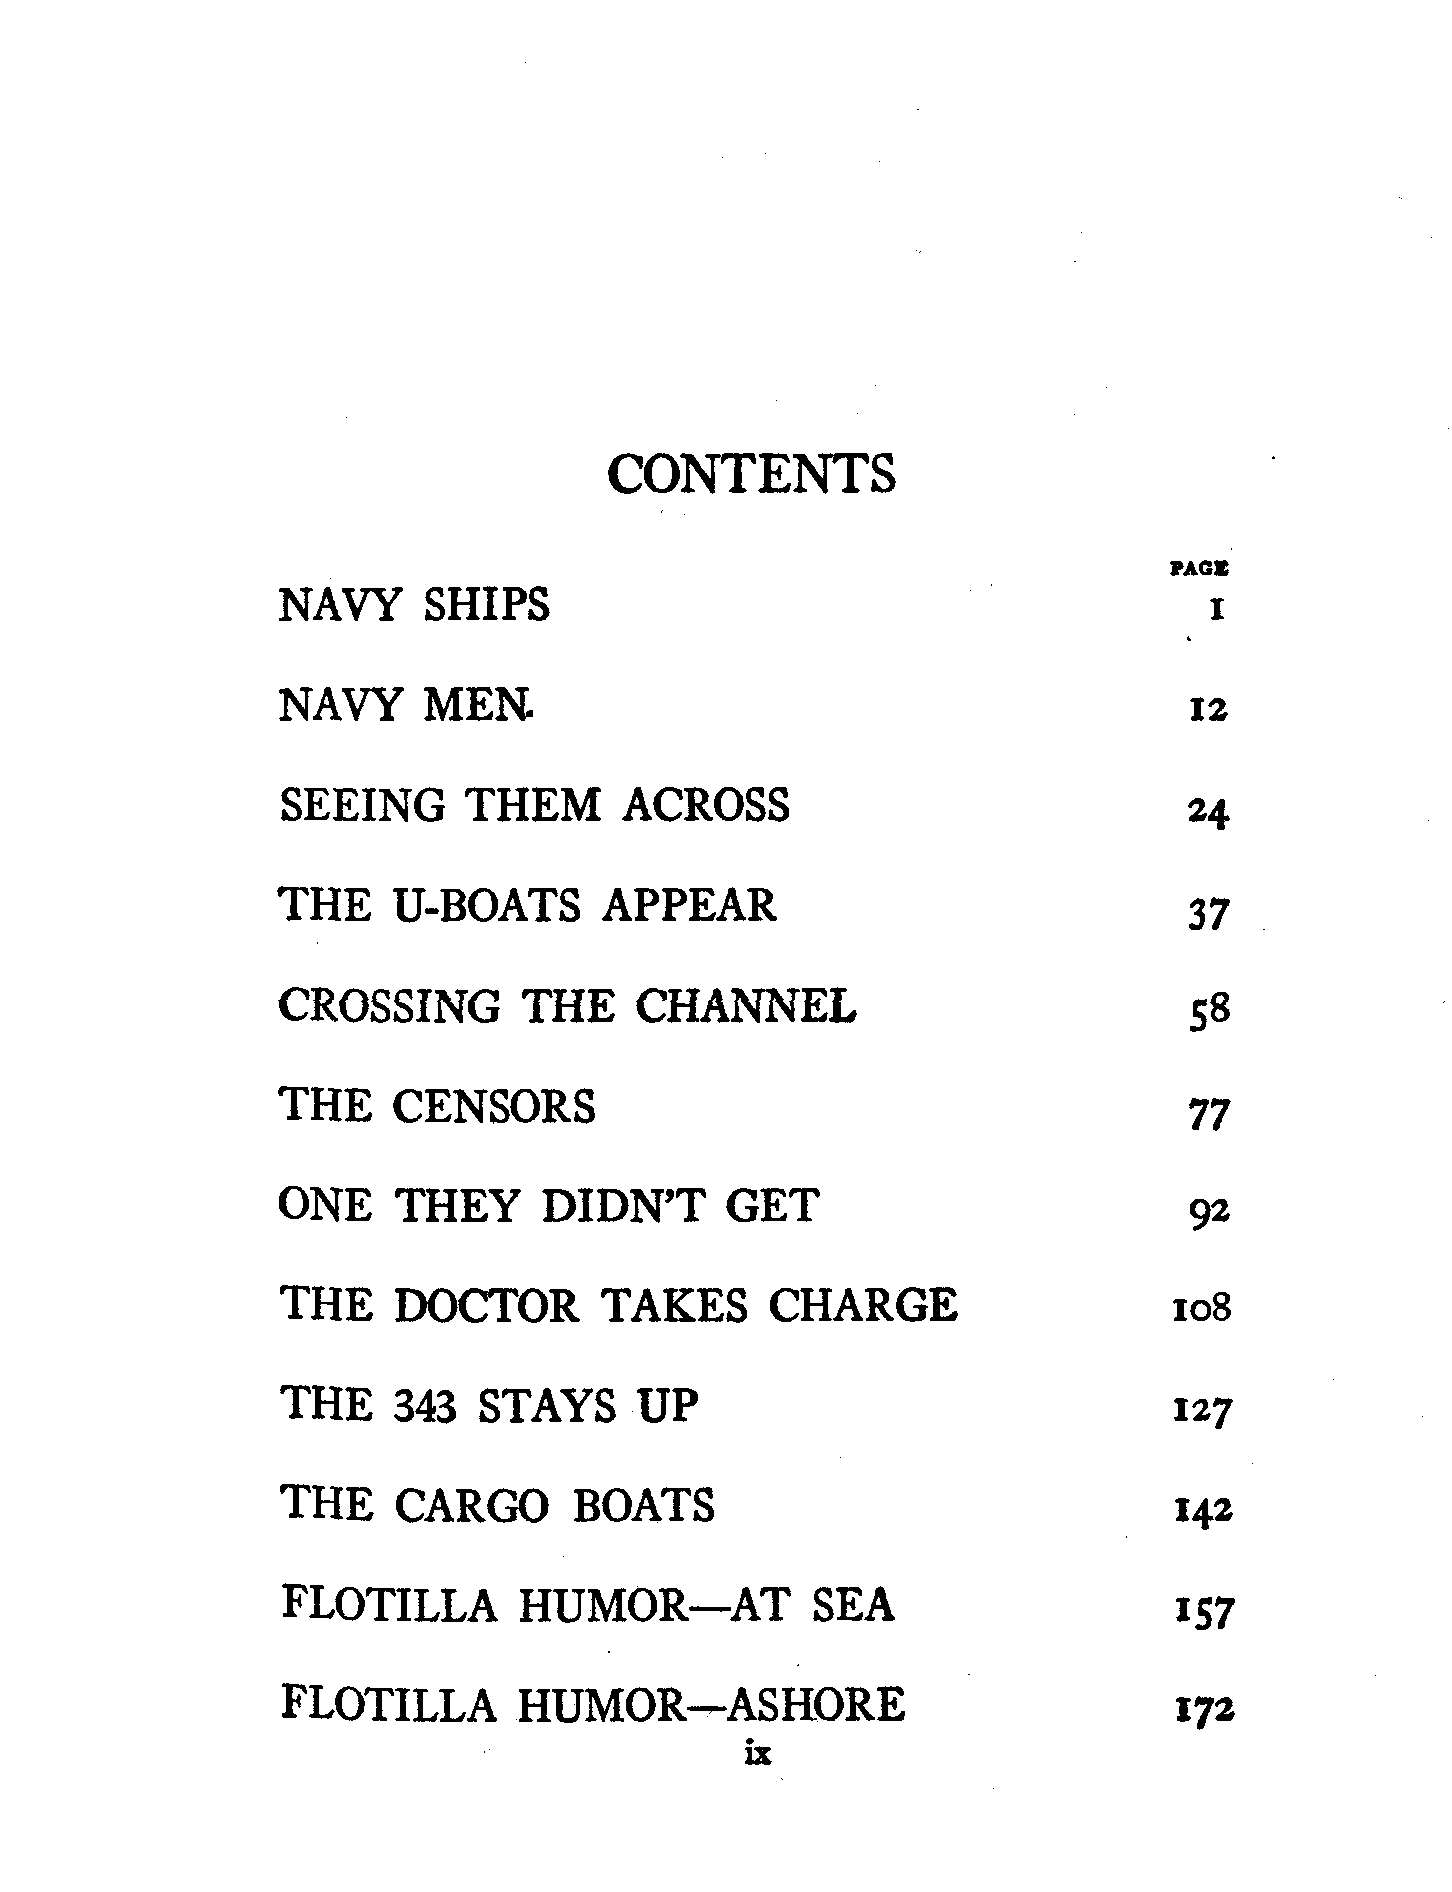 CONTENTS
PAGE
NAVY SHIPS 1
NAVY MEN 12
SEEING THEM ACROSS 24
THE U-BOATS APPEAR 37
CROSSING THE CHANNEL 58
THE CENSORS 77
ONE THEY DIDN'T GET 92
THE DOCTOR TAKES CHARGE 108
THE 343 STAYS UP 127
THE CARGO BOATS 142
FLOTILLA HUMOR—AT SEA 157
FLOTILLA HUMOR—ASHORE 172
ix